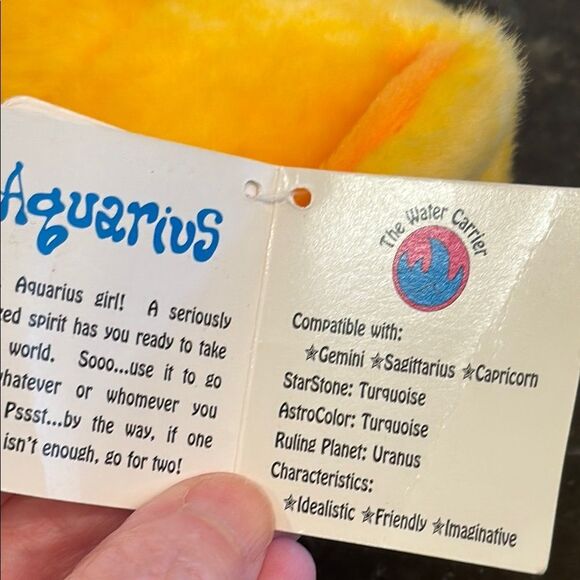 Aquarius
Aquarius girl! A seriously
spirit has you ready to take
world. Sooo...use it to go
whatever or whomever you
Pssst...by the way, if one
isn't enough, go for two!
The Water Carrier
Compatible with:
★Gemini ★Sagittarius ★Capricorn
StarStone: Turquoise
AstroColor: Turquoise
Ruling Planet: Uranus
Characteristics:
★Idealistic ★Friendly ★Imaginative